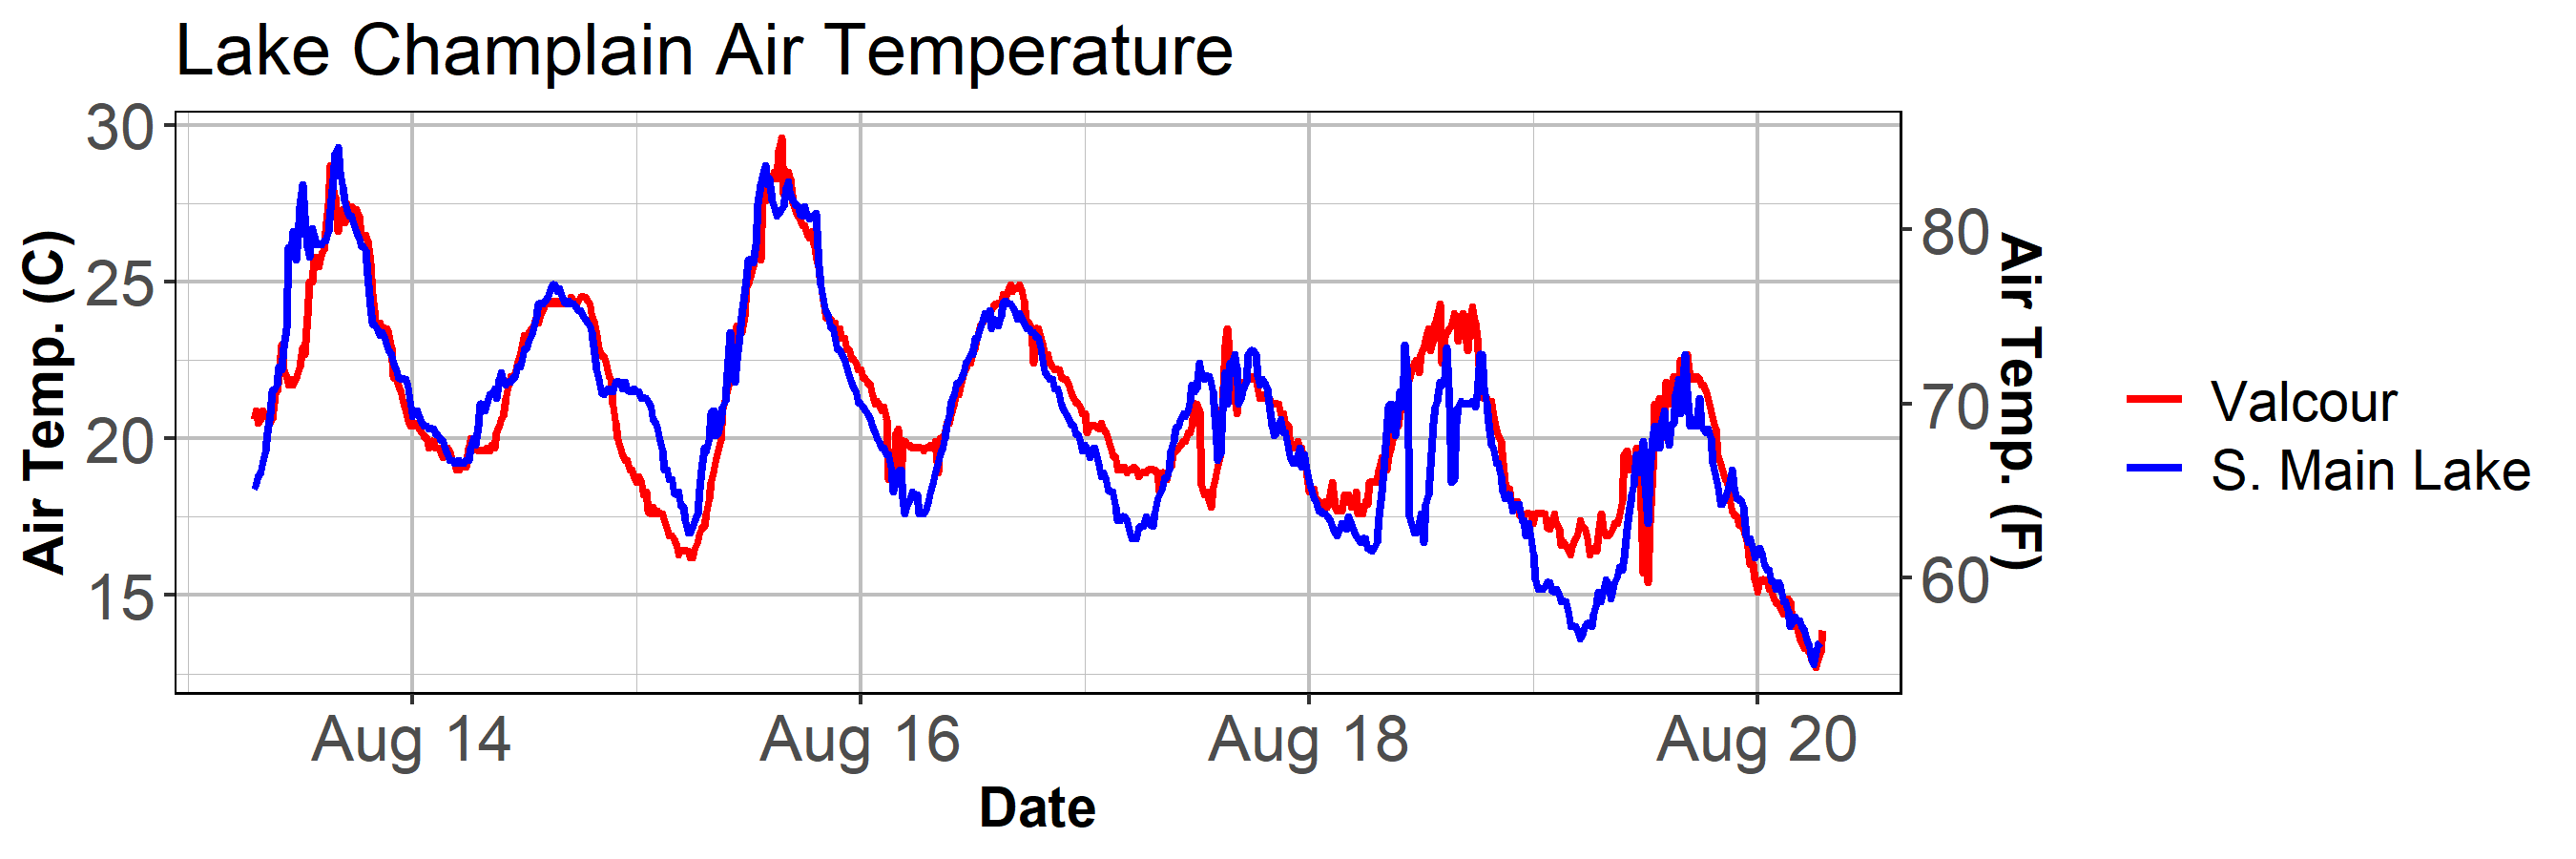 Lake Champlain Air Temperature
Air Temp. (C)
30
25
20
15
80
70
60
Air Temp. (F)
Aug 14
Aug 16
Aug 18
Aug 20
Date
Valcour
S. Main Lake